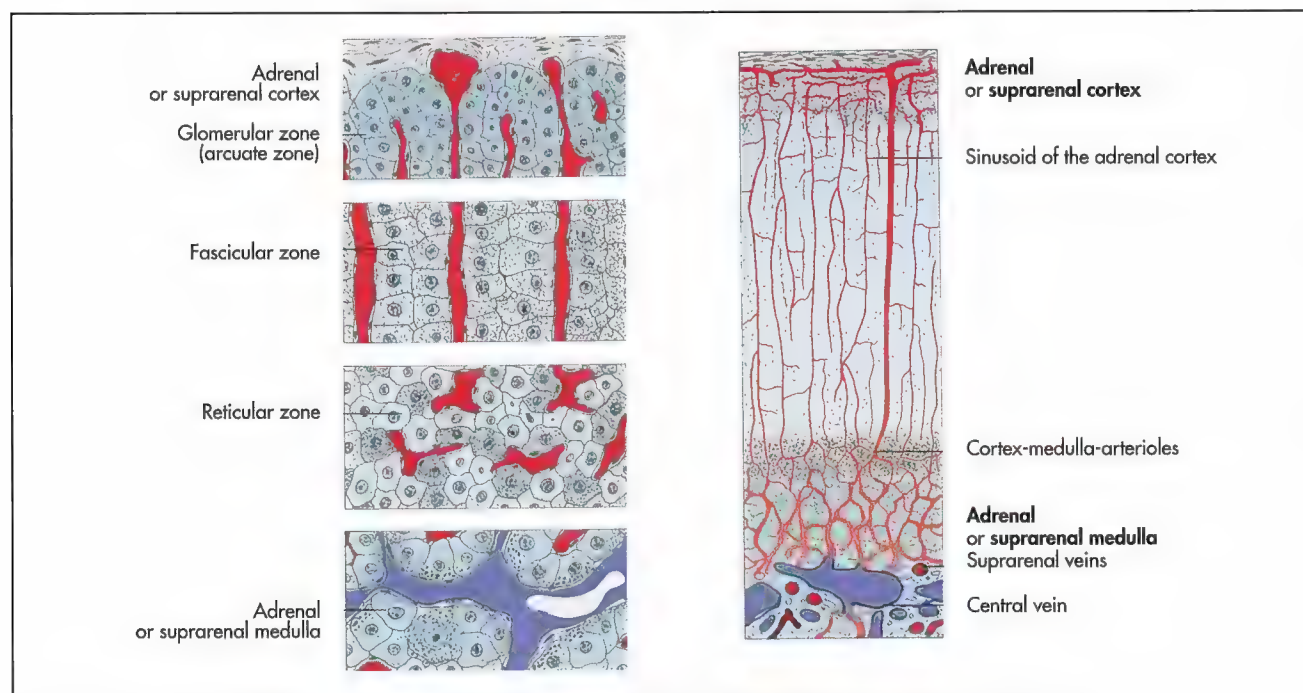 Adrenal
or suprarenal cortex
Glomerular zone
(arcuate zone)
Fascicular zone
Reticular zone
Adrenal
or suprarenal medulla
Adrenal
or suprarenal cortex
Sinusoid of the adrenal cortex
Cortex-medulla-arterioles
Adrenal
or suprarenal medulla
Suprarenal veins
Central vein